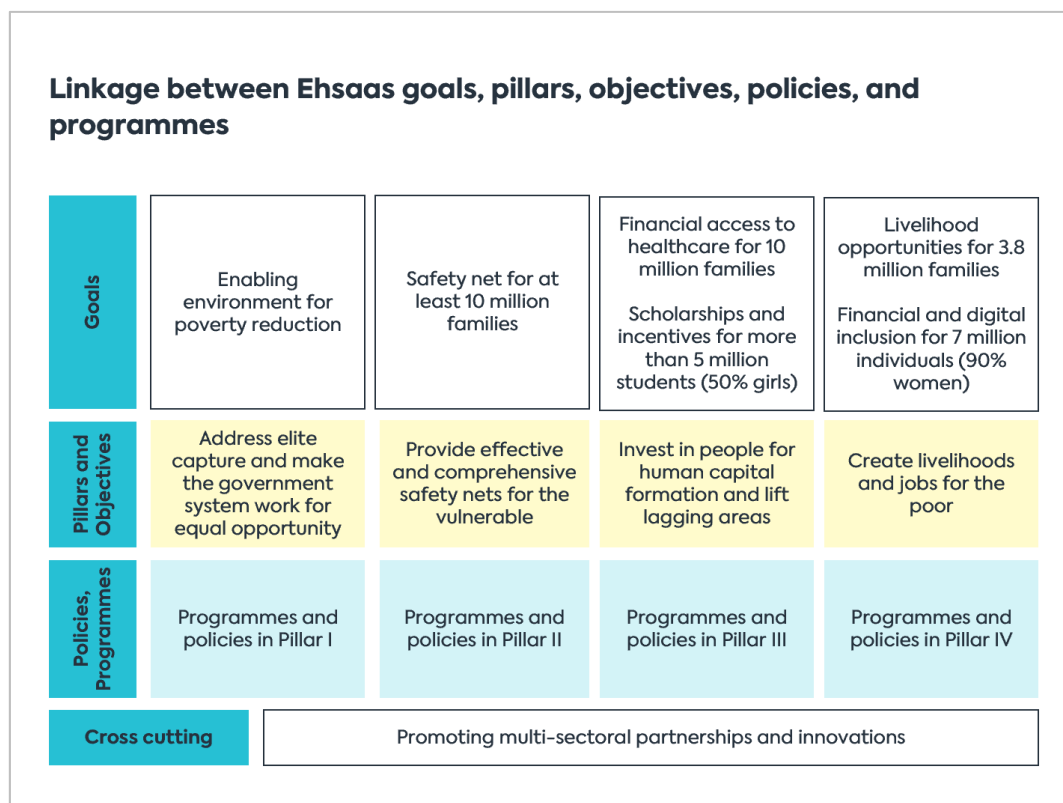 Linkage between Ehsaas goals, pillars, objectives, policies, and
programmes
Goals
Enabling
environment for
poverty reduction
Safety net for at
least 10 million
families
Financial access to
healthcare for 10
million families
Scholarships and
incentives for more
than 5 million
students (50% girls)
Livelihood
opportunities for 3.8
million families
Financial and digital
inclusion for 7 million
individuals (90%
women)
Pillars and
Objectives
Address elite
capture and make
the government
system work for
equal opportunity
Provide effective
and comprehensive
safety nets for the
vulnerable
Invest in people for
human capital
formation and lift
lagging areas
Create livelihoods
and jobs for the
poor
Policies,
Programmes
Programmes and
policies in Pillar I
Programmes and
policies in Pillar II
Programmes and
policies in Pillar III
Programmes and
policies in Pillar IV
Cross cutting
Promoting multi-sectoral partnerships and innovations